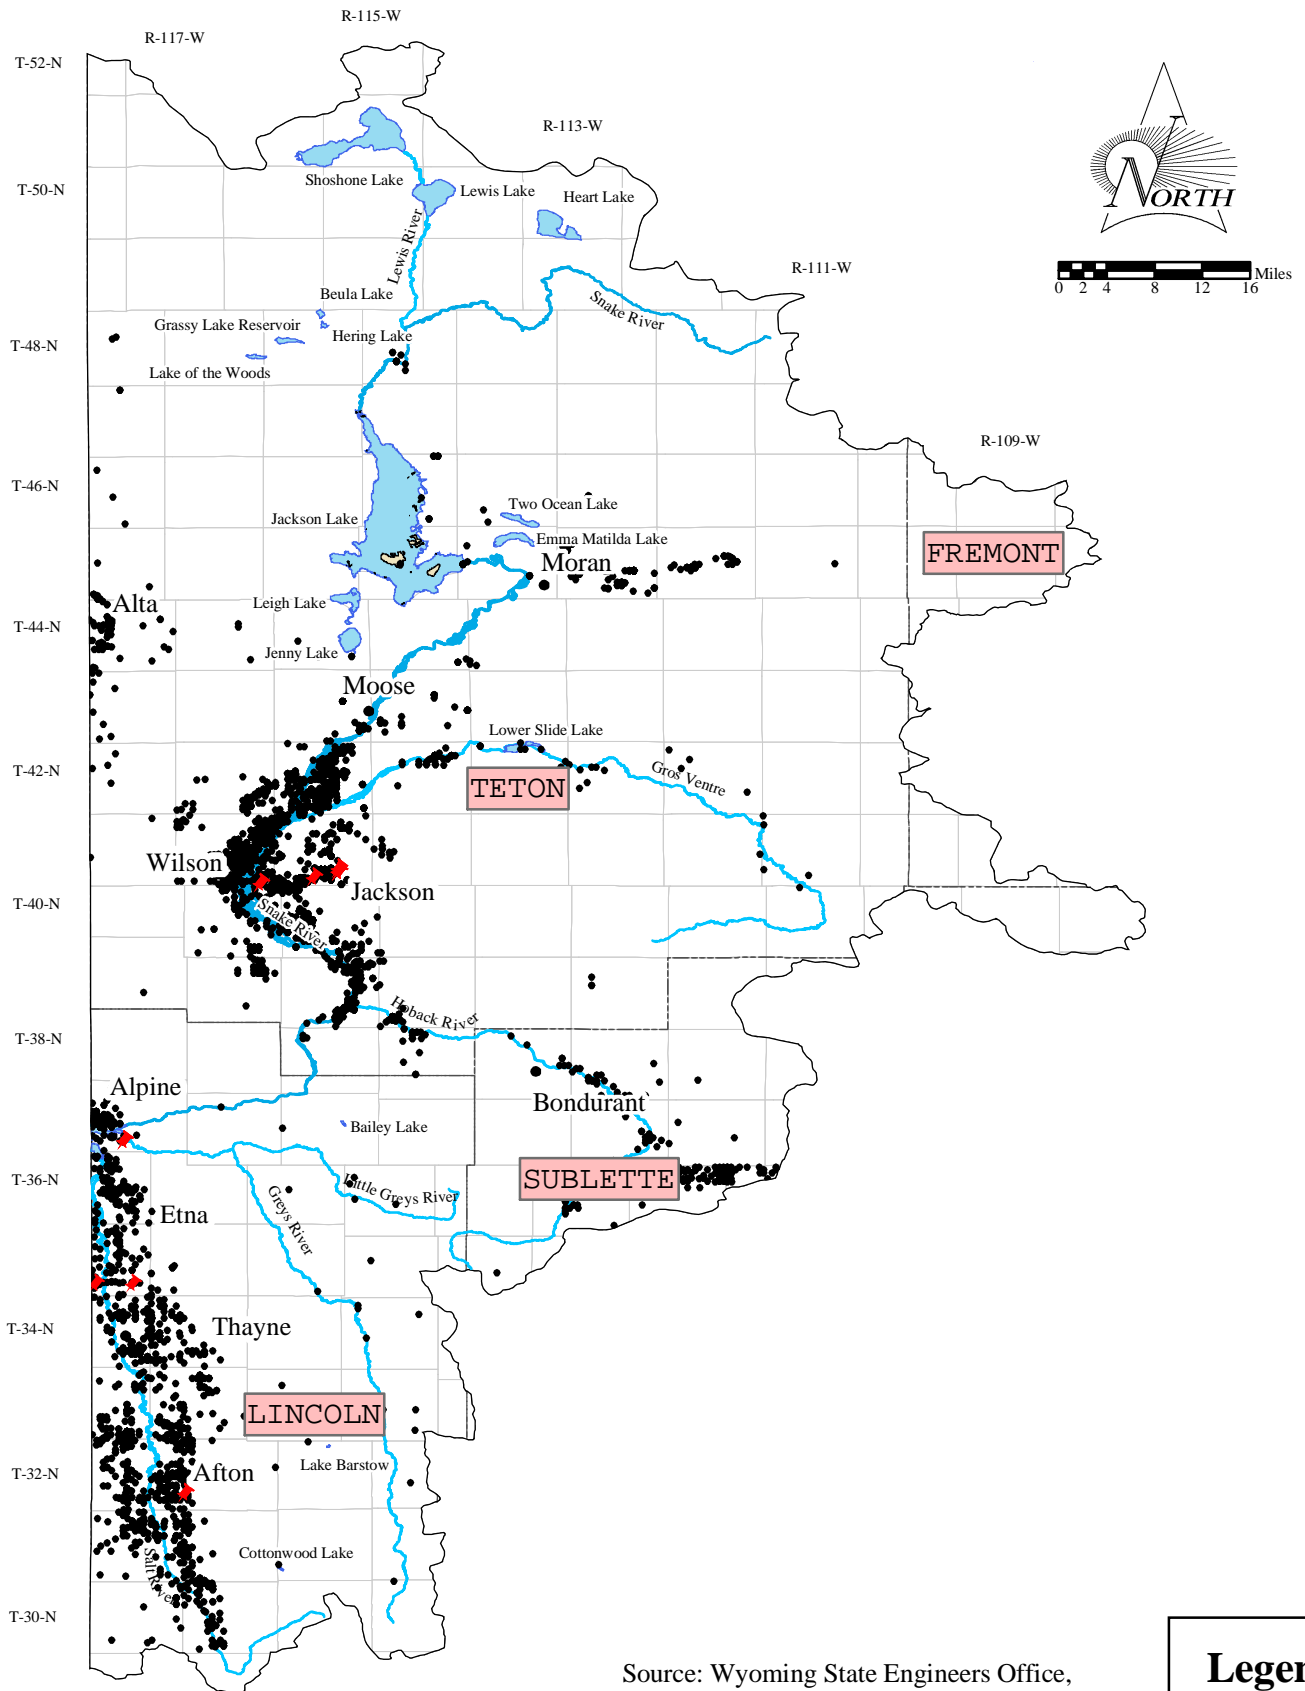 R-115-W
R-117-W
T-52-N
R-113-W
Shoshone Lake
Lewis Lake
Heart Lake
T-50-N
NORTH
Lewis River
R-111-W
Miles
0 2 4 8 12 16
Beula Lake
Snake River
Grassy Lake Reservoir
Hering Lake
T-48-N
Lake of the Woods
R-109-W
T-46-N
Two Ocean Lake
Jackson Lake
Emma Matilda Lake
FREMONT
Moran
Leigh Lake
Alta
T-44-N
Jenny Lake
Moose
Lower Slide Lake
T-42-N
Gros Ventre
TETON
Wilson
Jackson
T-40-N
Snake River
Hoback River
T-38-N
Alpine
Bondurant
Bailey Lake
T-36-N
SUBLETTE
Little Greys River
Greys River
Etna
T-34-N
Thayne
LINCOLN
Lake Barstow
T-32-N
Afton
Cottonwood Lake
Salt River
T-30-N
Source: Wyoming State Engineers Office,